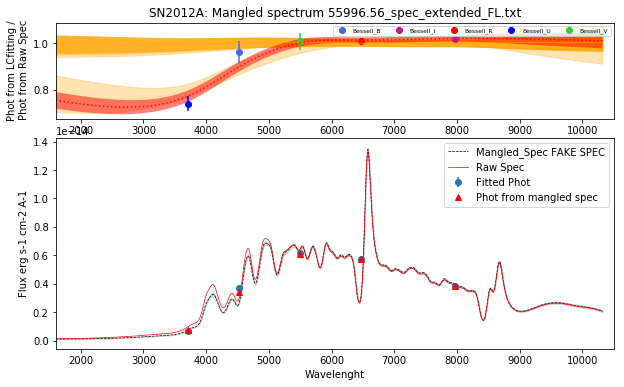 SN2012A: Mangled spectrum 55996.56_spec_extended_FL.txt
Phot from LCfitting /
Phot from Raw Spec
1.0
0.8
Bessell_B
Bessell_I
Bessell_R
Bessell_U
Bessell_V
2000 3000 4000 5000 6000 7000 8000 9000 10000
1e−14
Flux erg s-1 cm-2 A-1
1.4
1.2
1.0
0.8
0.6
0.4
0.2
0.0
Mangled_Spec FAKE SPEC
Raw Spec
Fitted Phot
Phot from mangled spec
2000 3000 4000 5000 6000 7000 8000 9000 10000
Wavelenght